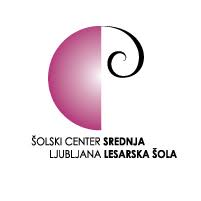 ŠOLSKI CENTER SREDNJA
LJUBLJANA LESARSKA ŠOLA